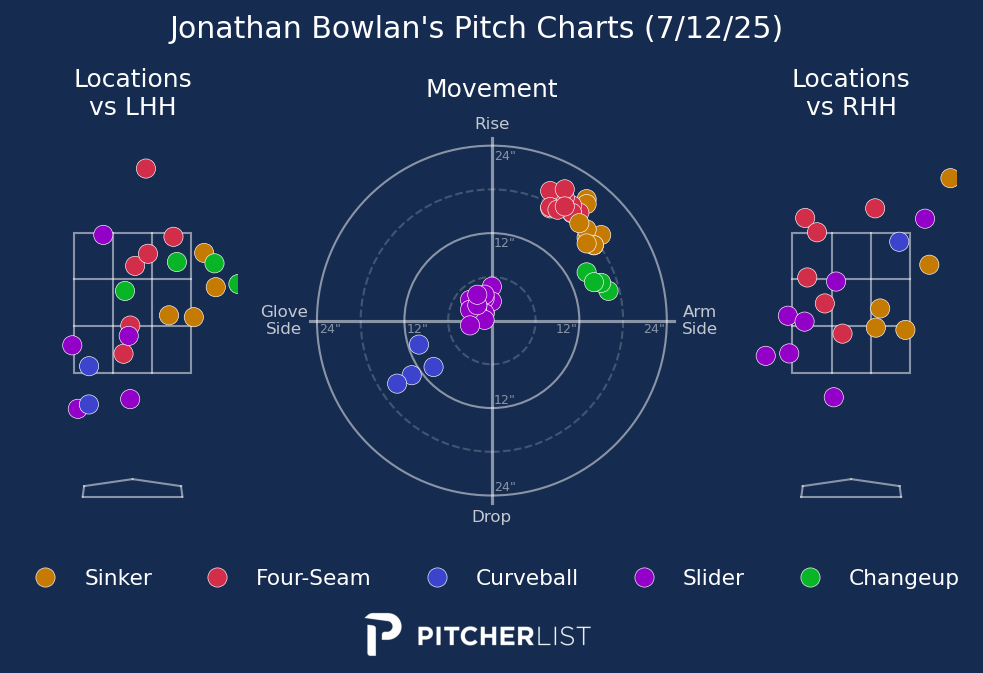 Jonathan Bowlan's Pitch Charts (7/12/25)
Locations
vs LHH
Movement
Locations
vs RHH
Rise
24"
12"
Glove
Side
24"
12"
12"
24"
Arm
Side
12"
24"
Drop
Sinker
Four-Seam
Curveball
Slider
Changeup
PITCHERLIST